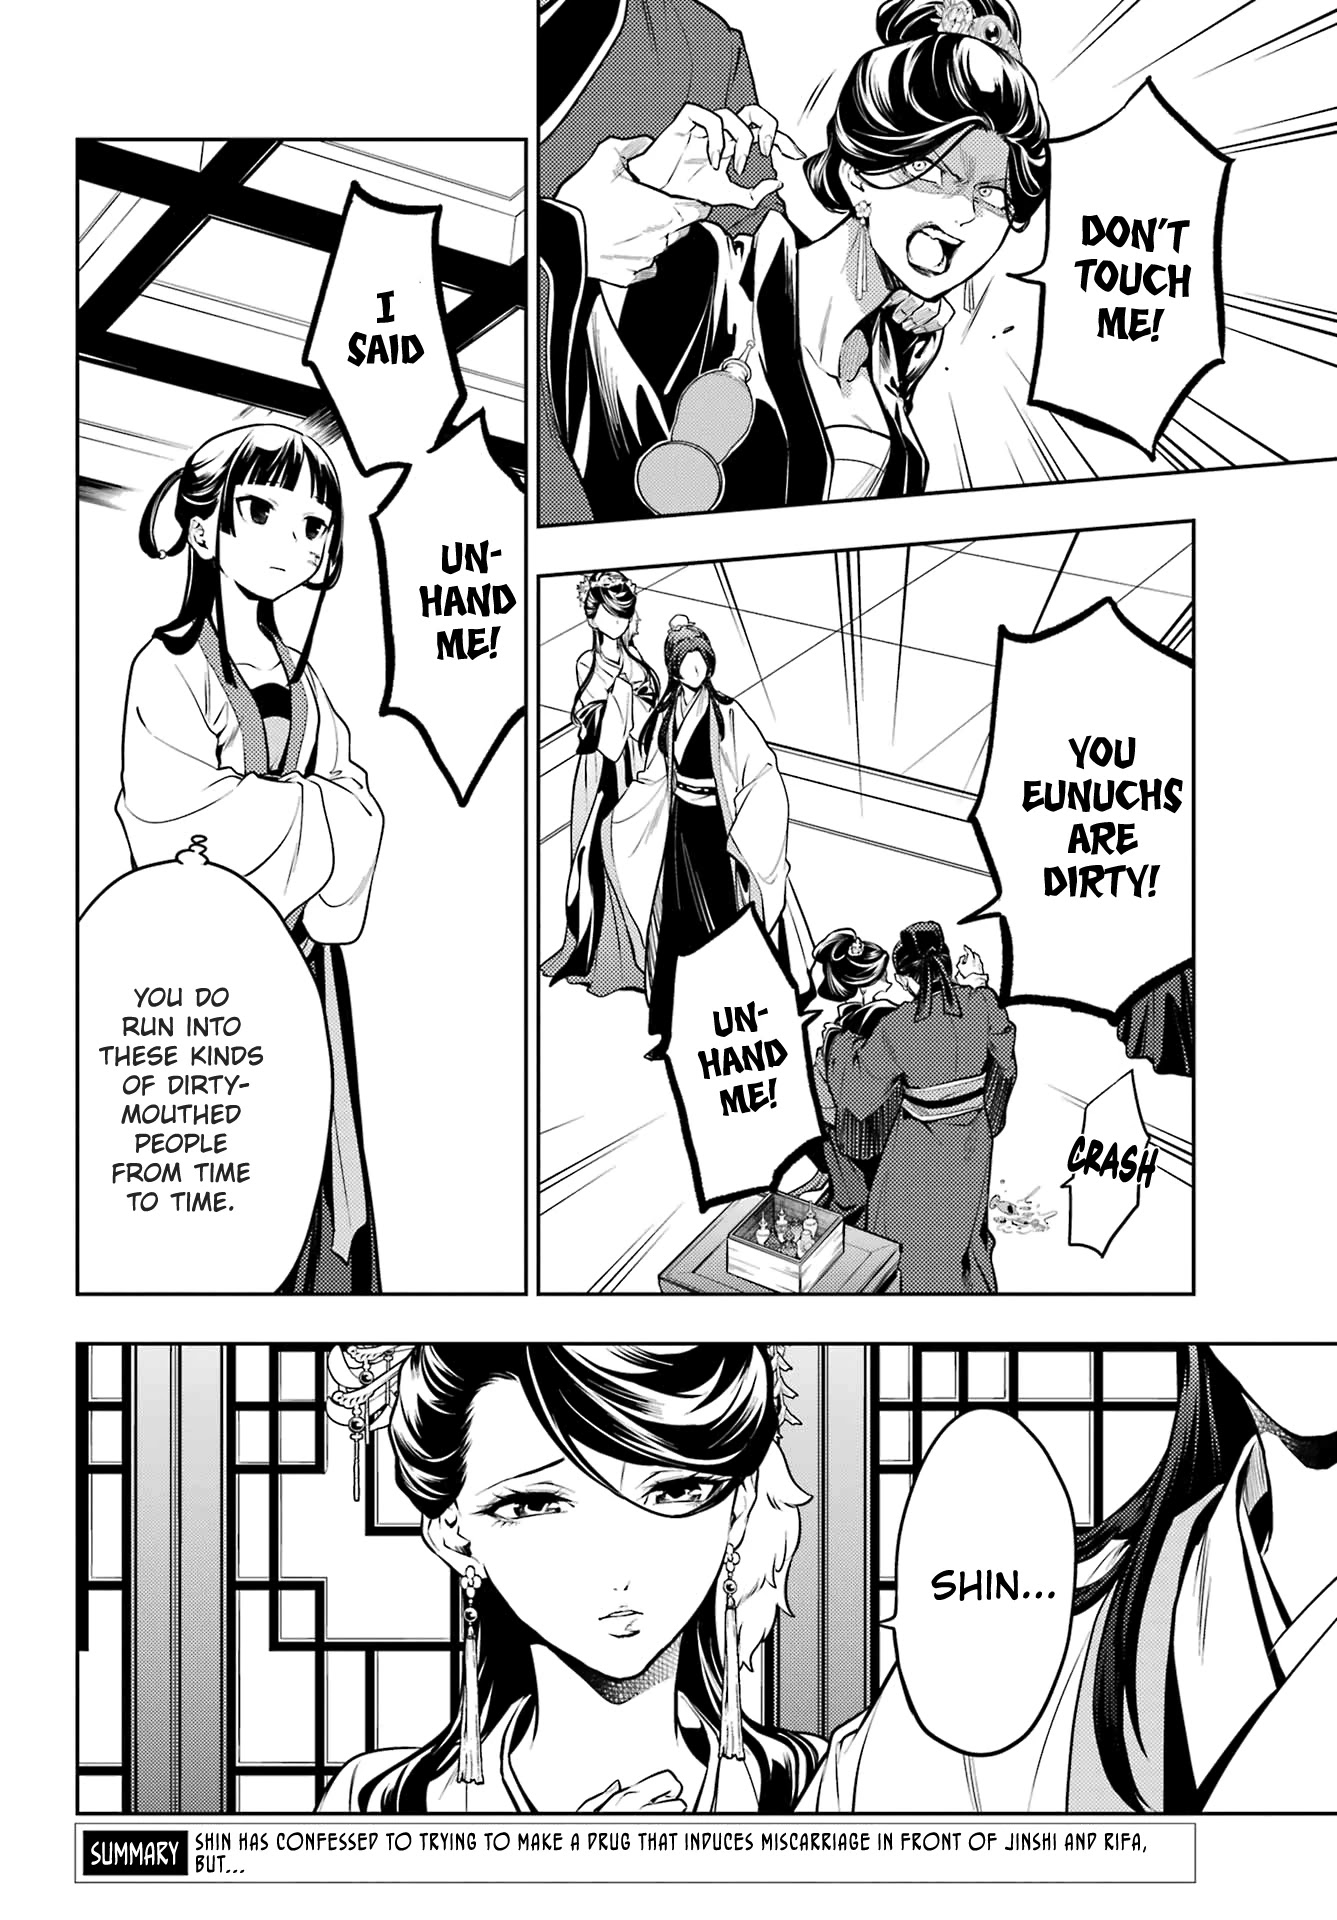 DON'T
TOUCH
ME!
YOU
EUNUCHS
ARE
DIRTY!
UN-
HAND
ME!
CRASH
I
SAID
UN-
HAND
ME!
YOU DO
RUN INTO
THESE KINDS
OF DIRTY-
MOUTHED
PEOPLE
FROM TIME
TO TIME.
SHIN...
SUMMARY
SHIN HAS CONFESSED TO TRYING TO MAKE A DRUG THAT INDUCES MISCARRIAGE IN FRONT OF JINSHI AND RIFA,
BUT...